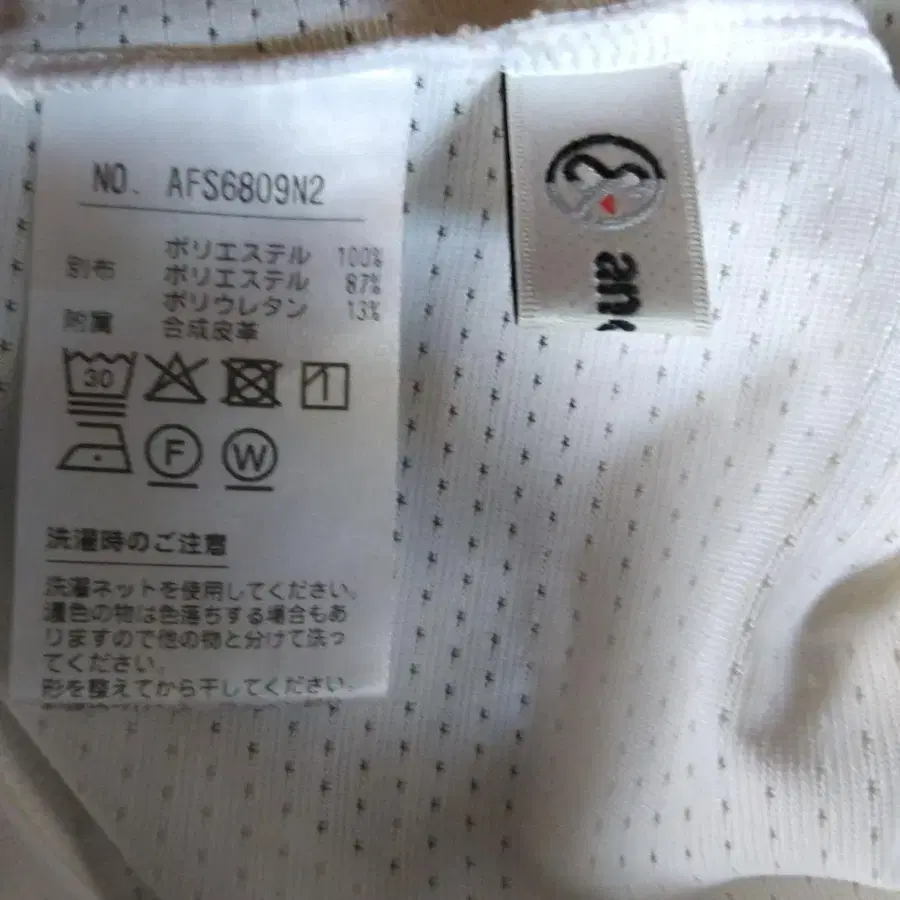 NO. AFS6809N2
ポリエステル 100%
別布 ポリエステル 87%
ポリウレタン 13%
附属 合成皮革
30
F W
洗濯時のご注意
洗濯ネットを使用してください。
濃色の物は色落ちする場合もあ
りますので他の物と分けて洗っ
てください。
形を整えてから干してください。
an